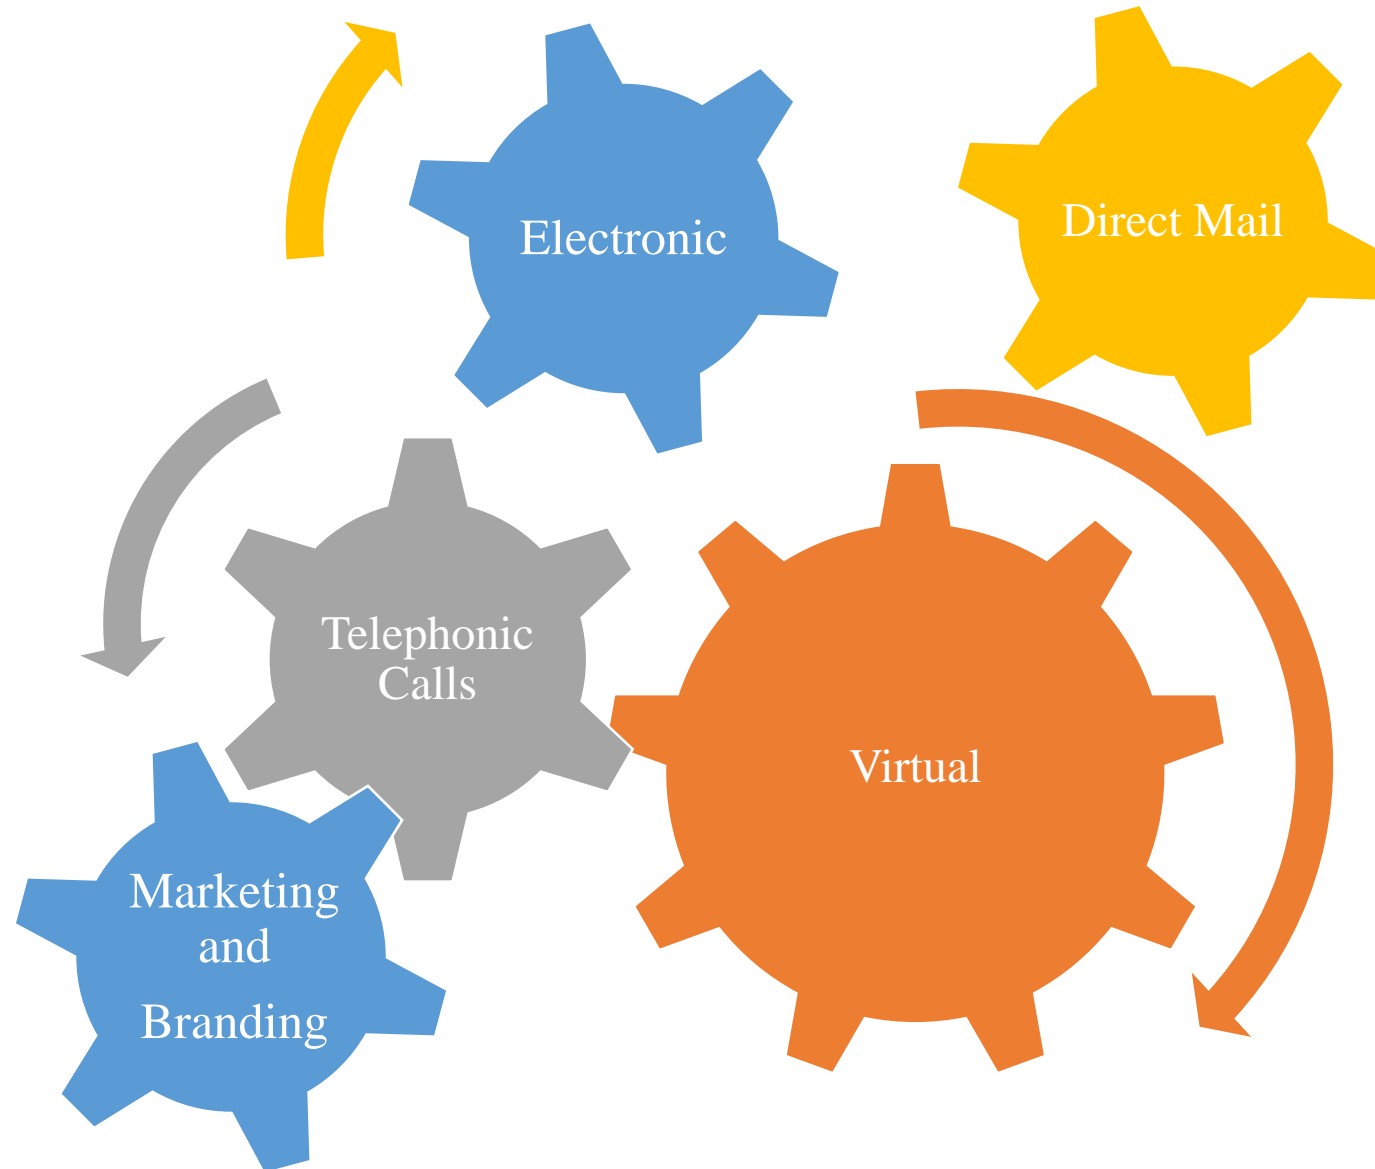 Electronic
Direct Mail
Telephonic
Calls
Virtual
Marketing
and
Branding